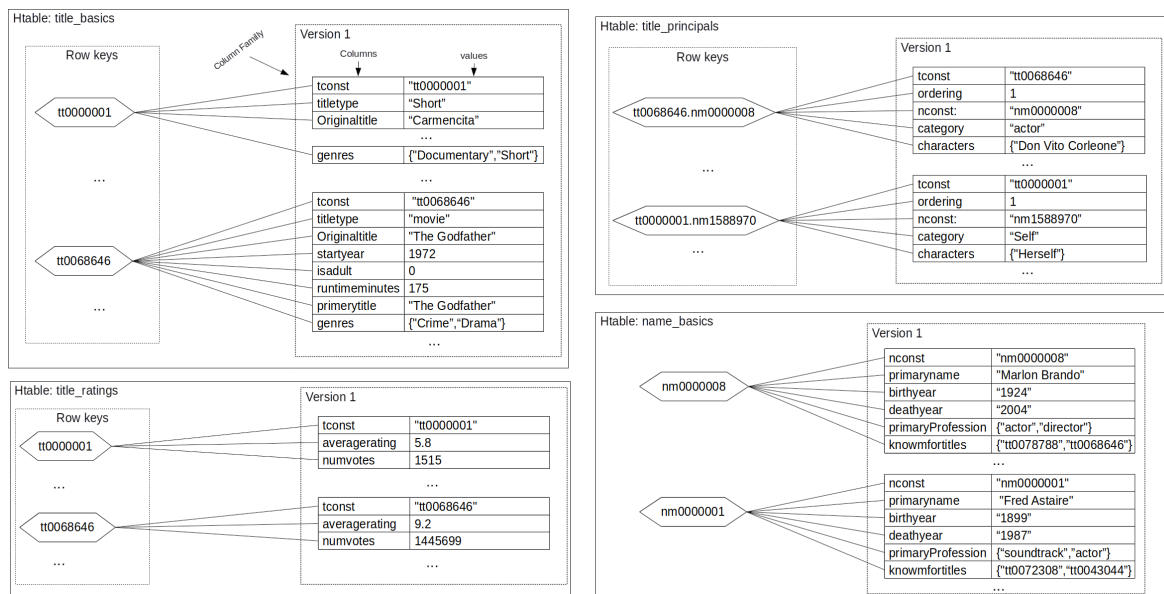 Htable: title_basics
Row keys
Column Familly
Version 1
Columns values
tt0000001
tconst "tt0000001"
titletype “Short”
Originaltitle “Carmencita”
...
genres {"Documentary",”Short"}
... ...
tt0068646
tconst "tt0068646"
titletype "movie"
Originaltitle "The Godfather"
startyear 1972
isadult 0
runtimeminutes 175
primerytitle "The Godfather"
genres {"Crime”,“Drama"}
...
...
Htable: title_ratings
Row keys
Version 1
tt0000001
tconst "tt0000001"
averagerating 5.8
numvotes 1515
... ...
tt0068646
tconst "tt0068646"
averagerating 9.2
numvotes 1445699
... ...
Htable: title_principals
Row keys
Version 1
tt0068646.nm0000008
tconst "tt0068646"
ordering 1
nconst: “nm0000008”
category “actor”
characters {"Don Vito Corleone"}
...
...
tt0000001.nm1588970
tconst "tt0000001"
ordering 1
nconst: "nm1588970"
category “Self”
characters {"Herself"}
...
...
Htable: name_basics
Version 1
nm0000008
nconst "nm0000008"
primaryname "Marlon Brando"
birthyear “1924”
deathyear “2004”
primaryProfession {"actor”,”director"}
knowmfortitles {"tt0078788”,“tt0068646"}
...
nm0000001
nconst "nm0000001"
primaryname "Fred Astaire"
birthyear “1899”
deathyear “1987”
primaryProfession {“soundtrack”,”actor”}
knowmfortitles {"tt0072308”,“tt0043044"}
...